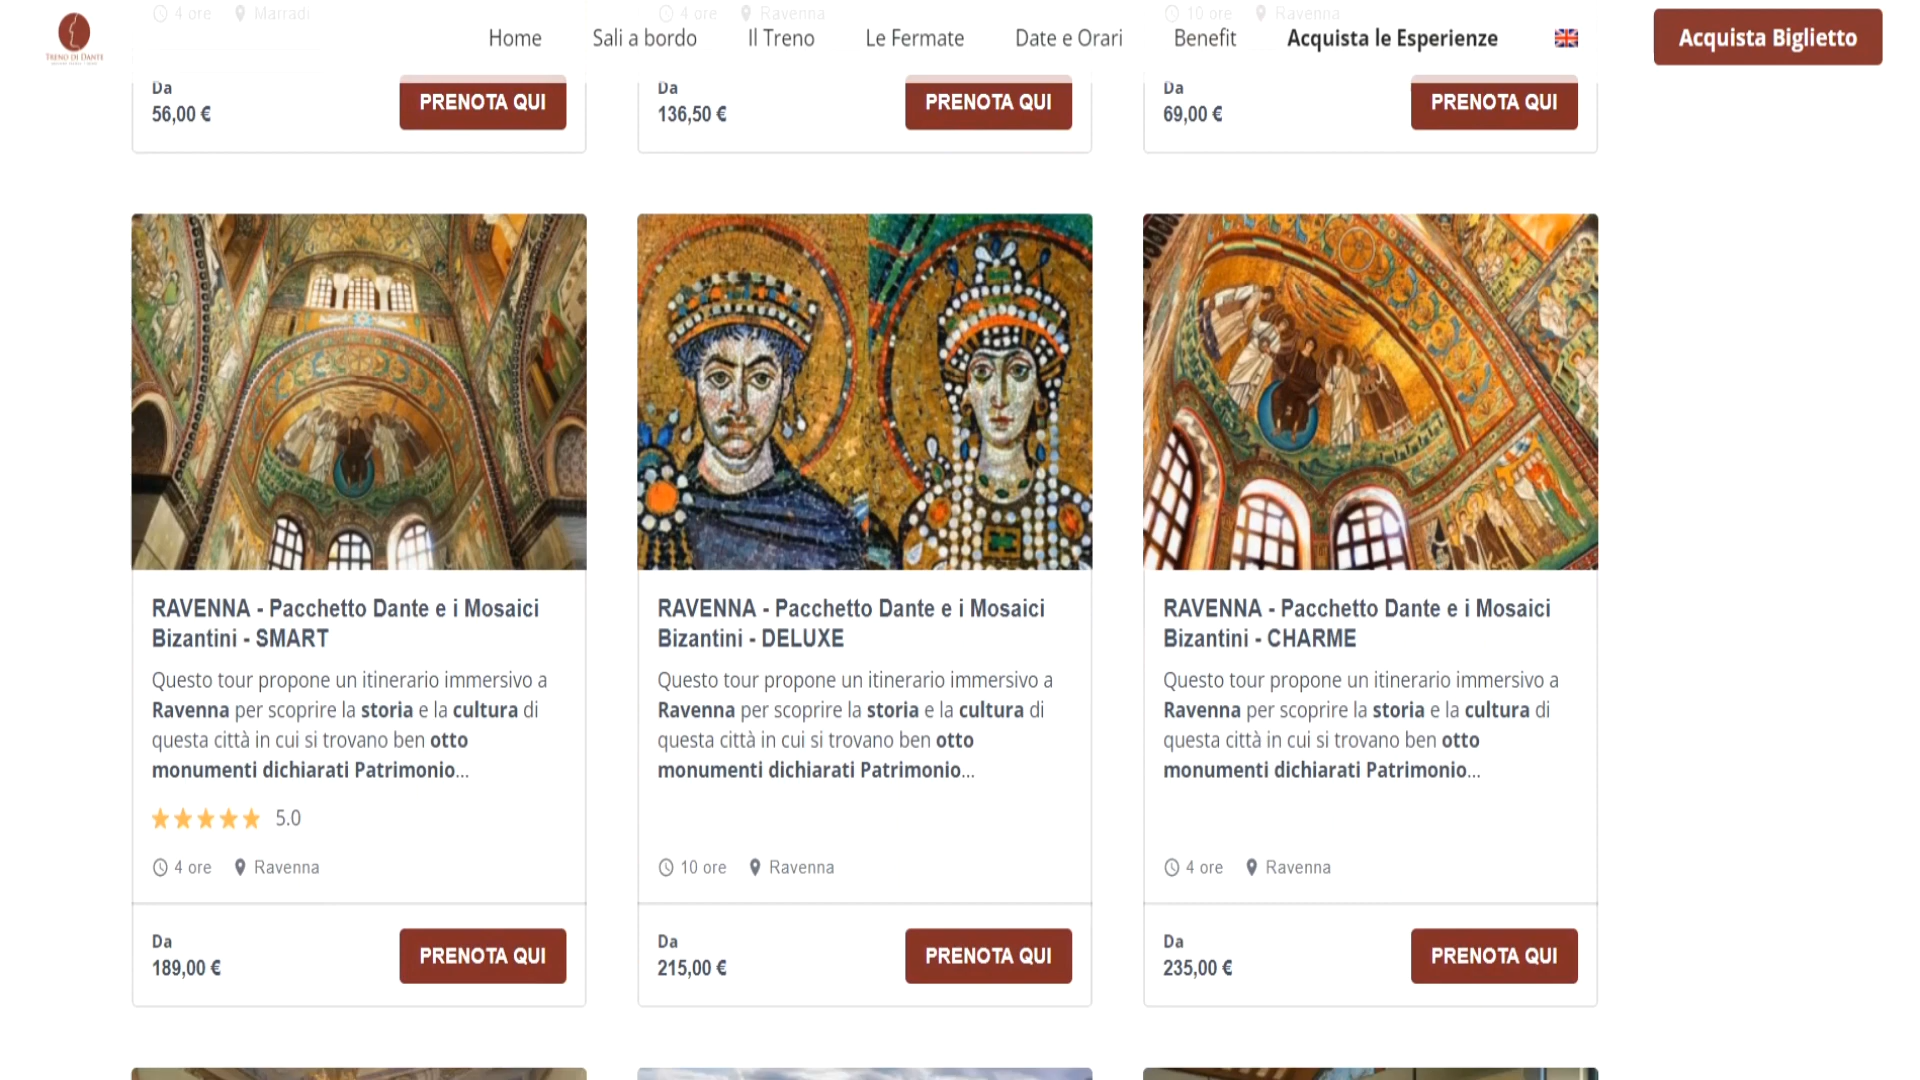 4 ore Marradi
4 ore Ravenna
10 ore Ravenna
TRENO DI DANTE
Home
Sali a bordo
Il Treno
Le Fermate
Date e Orari
Benefit
Acquista le Esperienze
Acquista Biglietto
Da
56,00 €
PRENOTA QUI
Da
136,50 €
PRENOTA QUI
Da
69,00 €
PRENOTA QUI
RAVENNA - Pacchetto Dante e i Mosaici
Bizantini - SMART
Questo tour propone un itinerario immersivo a
Ravenna per scoprire la storia e la cultura di
questa città in cui si trovano ben otto
monumenti dichiarati Patrimonio...
5.0
4 ore Ravenna
Da
189,00 €
PRENOTA QUI
RAVENNA - Pacchetto Dante e i Mosaici
Bizantini - DELUXE
Questo tour propone un itinerario immersivo a
Ravenna per scoprire la storia e la cultura di
questa città in cui si trovano ben otto
monumenti dichiarati Patrimonio...
10 ore Ravenna
Da
215,00 €
PRENOTA QUI
RAVENNA - Pacchetto Dante e i Mosaici
Bizantini - CHARME
Questo tour propone un itinerario immersivo a
Ravenna per scoprire la storia e la cultura di
questa città in cui si trovano ben otto
monumenti dichiarati Patrimonio...
4 ore Ravenna
Da
235,00 €
PRENOTA QUI